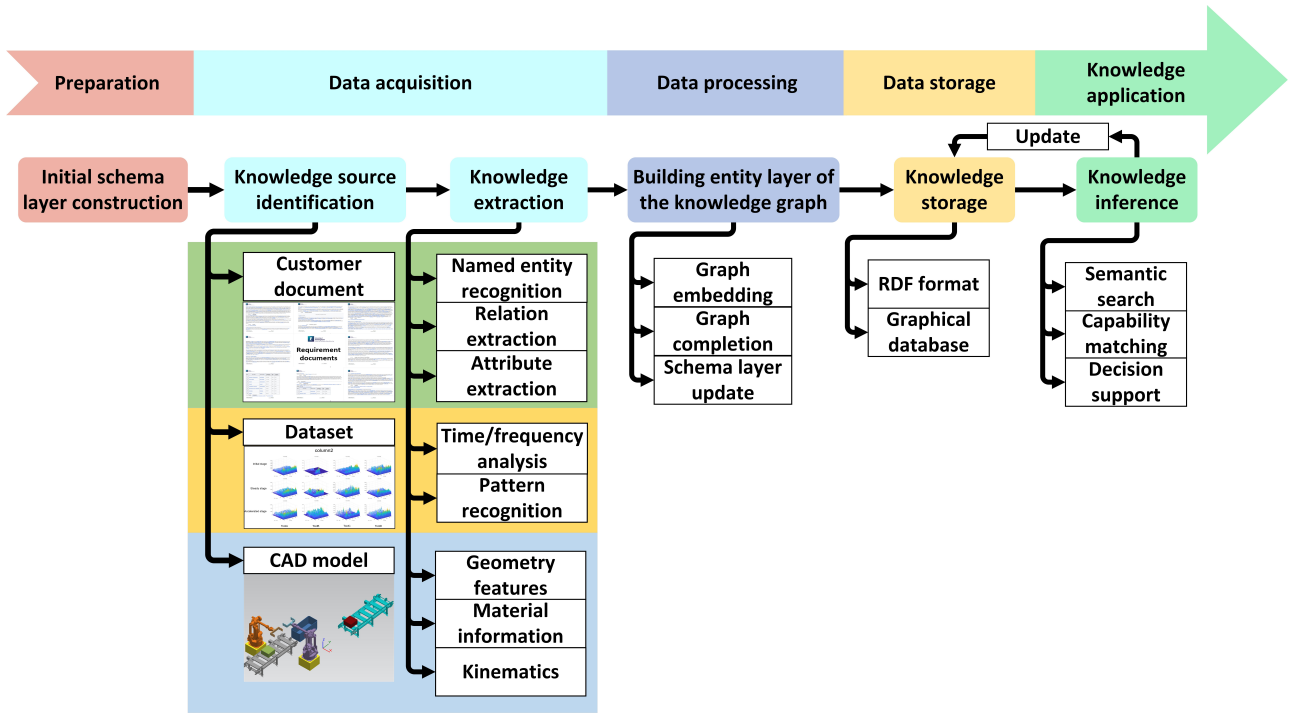 Preparation
Data acquisition
Data processing
Data storage
Knowledge
application
Update
Initial schema
layer construction
Knowledge source
identification
Knowledge
extraction
Building entity layer of
the knowledge graph
Knowledge
storage
Knowledge
inference
Customer
document
Requirement
documents
Named entity
recognition
Relation
extraction
Attribute
extraction
Dataset
column2
Time/frequency
analysis
Pattern
recognition
CAD model
Geometry
features
Material
information
Kinematics
Graph
embedding
Graph
completion
Schema layer
update
RDF format
Graphical
database
Semantic
search
Capability
matching
Decision
support